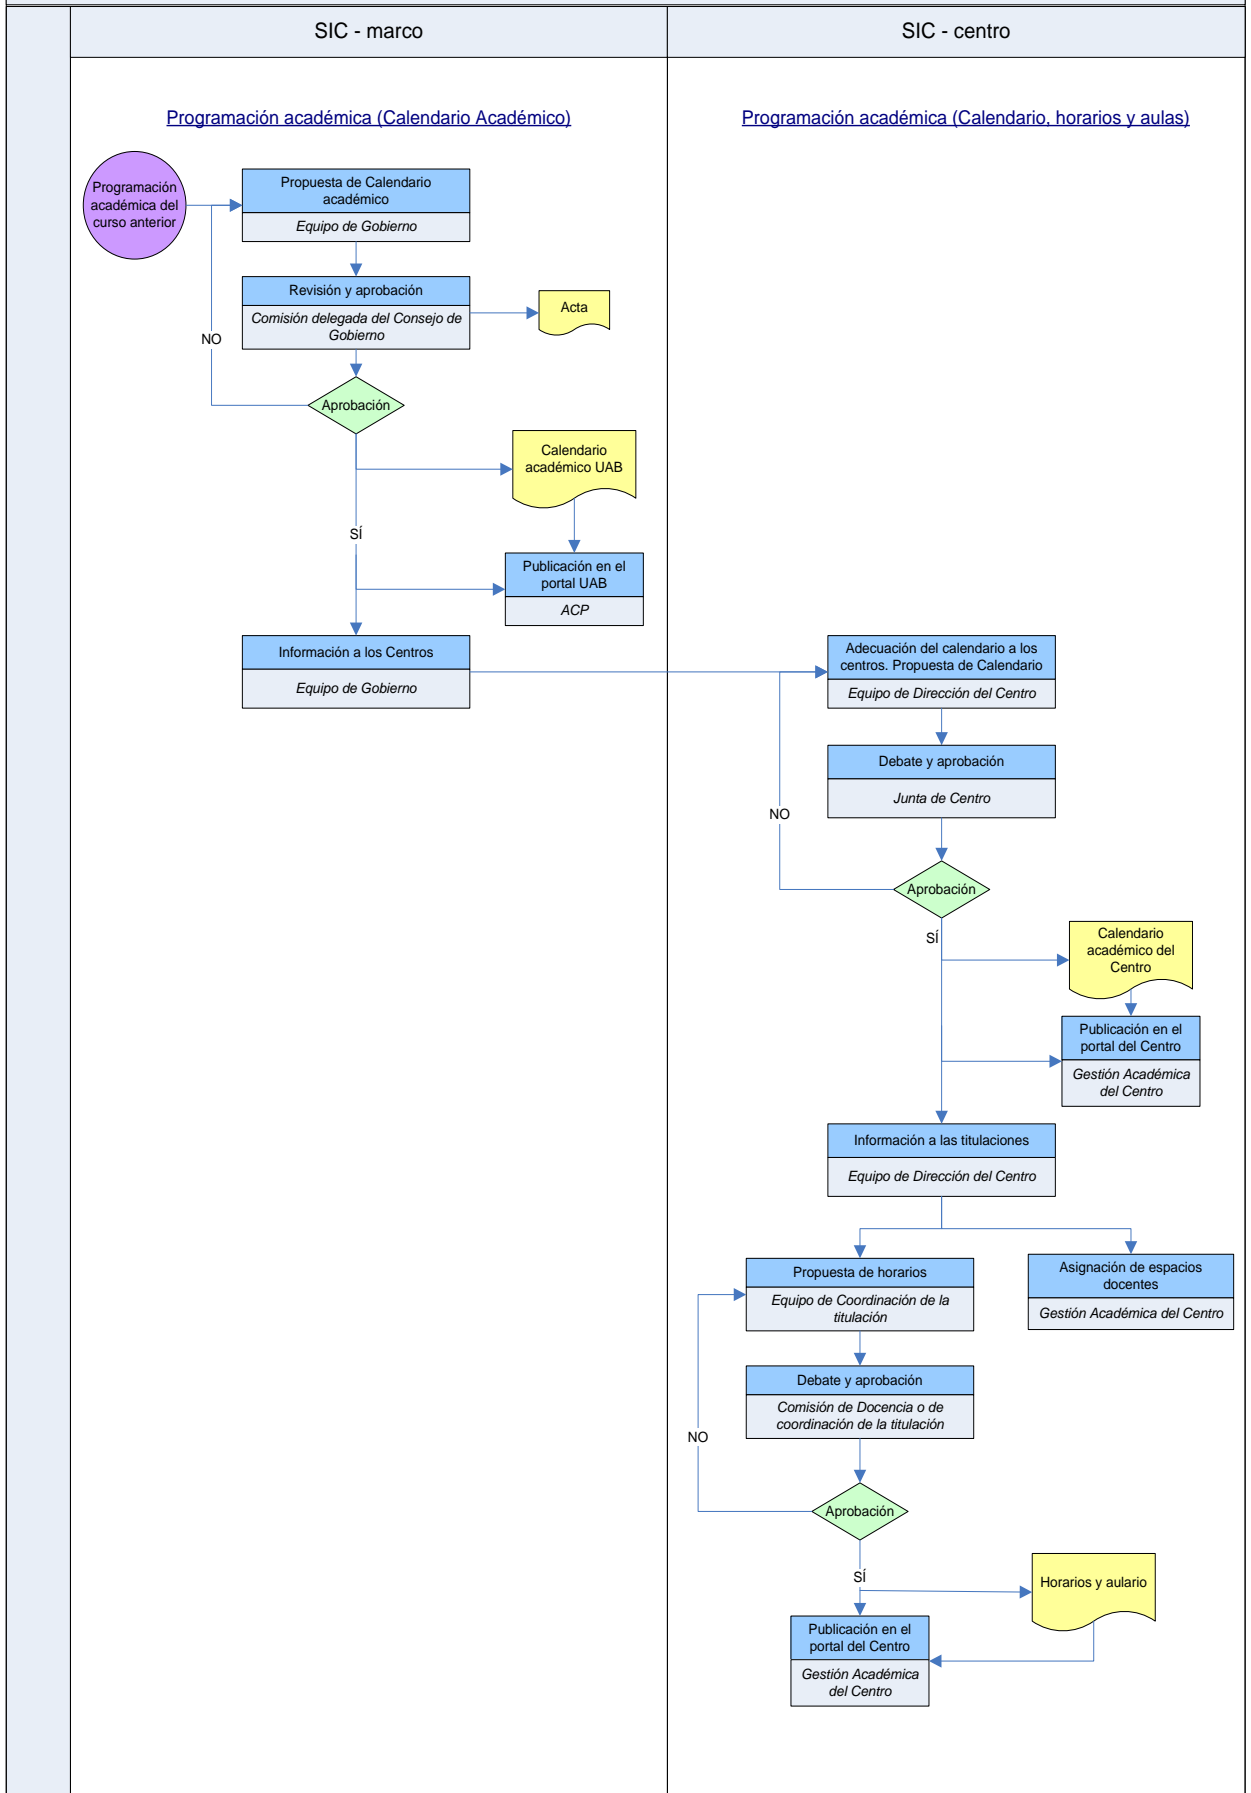 SIC - marco
SIC - centro
Programación académica (Calendario Académico)
Programación académica (Calendario, horarios y aulas)
Programación
académica del
curso anterior
Propuesta de Calendario
académico
Equipo de Gobierno
Revisión y aprobación
Comisión delegada del Consejo de
Gobierno
Acta
NO
Aprobación
Calendario
académico UAB
SÍ
Publicación en el
portal UAB
ACP
Información a los Centros
Equipo de Gobierno
Adecuación del calendario a los
centros. Propuesta de Calendario
Equipo de Dirección del Centro
Debate y aprobación
Junta de Centro
NO
Aprobación
SÍ
Calendario
académico del
Centro
Publicación en el
portal del Centro
Gestión Académica
del Centro
Información a las titulaciones
Equipo de Dirección del Centro
Propuesta de horarios
Equipo de Coordinación de la
titulación
Asignación de espacios
docentes
Gestión Académica del Centro
Debate y aprobación
Comisión de Docencia o de
coordinación de la titulación
NO
Aprobación
SÍ
Horarios y aulario
Publicación en el
portal del Centro
Gestión Académica
del Centro